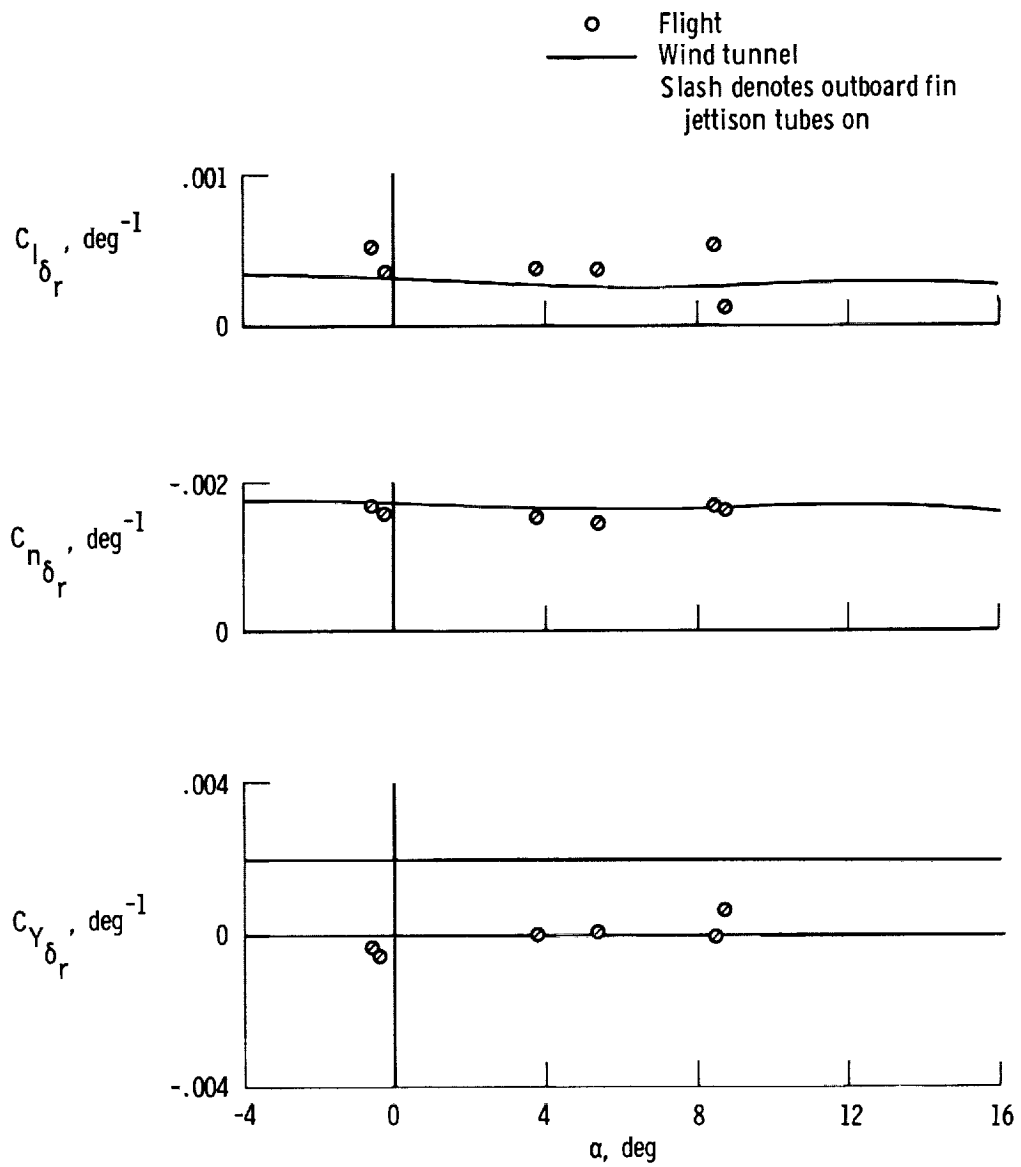 Flight
Wind tunnel
Slash denotes outboard fin
jettison tubes on
.001
C_{l_{δ_r}}, deg^{-1}
0
-.002
C_{n_{δ_r}}, deg^{-1}
0
.004
C_{Y_{δ_r}}, deg^{-1}
0
-.004
-4 0 4 8 12 16
α, deg